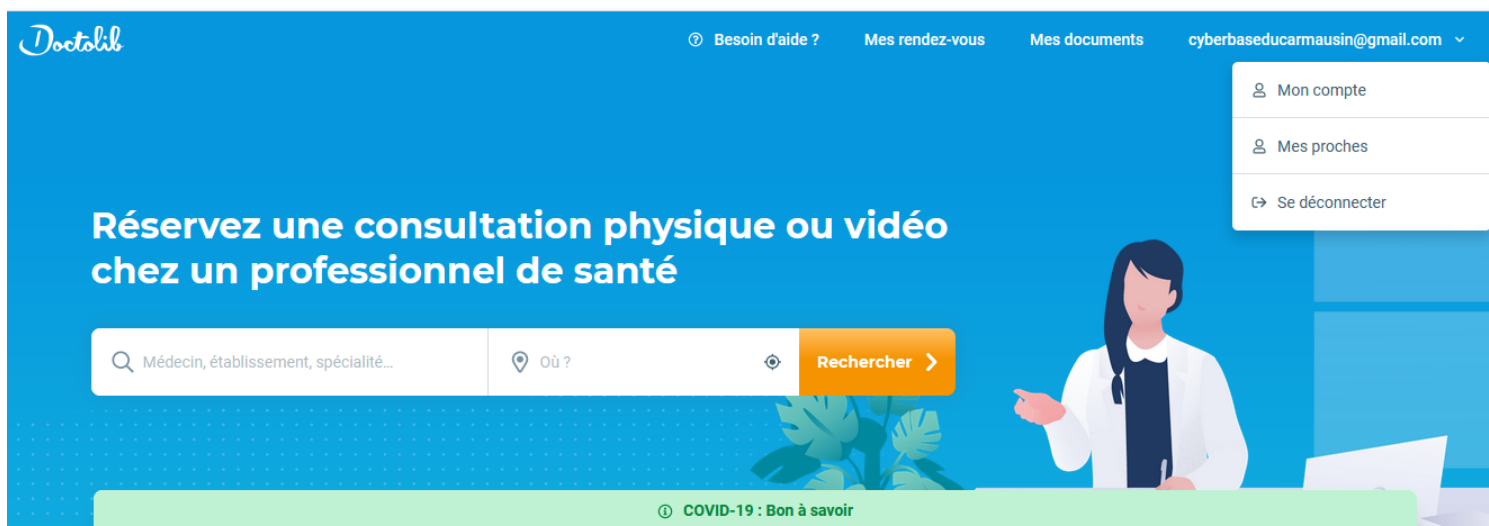 Doctolib
Besoin d'aide ?
Mes rendez-vous
Mes documents
cyberbaseducarmausin@gmail.com
Mon compte
Mes proches
Se déconnecter
Réservez une consultation physique ou vidéo
chez un professionnel de santé
Médecin, établissement, spécialité...
Où ?
Rechercher
COVID-19 : Bon à savoir